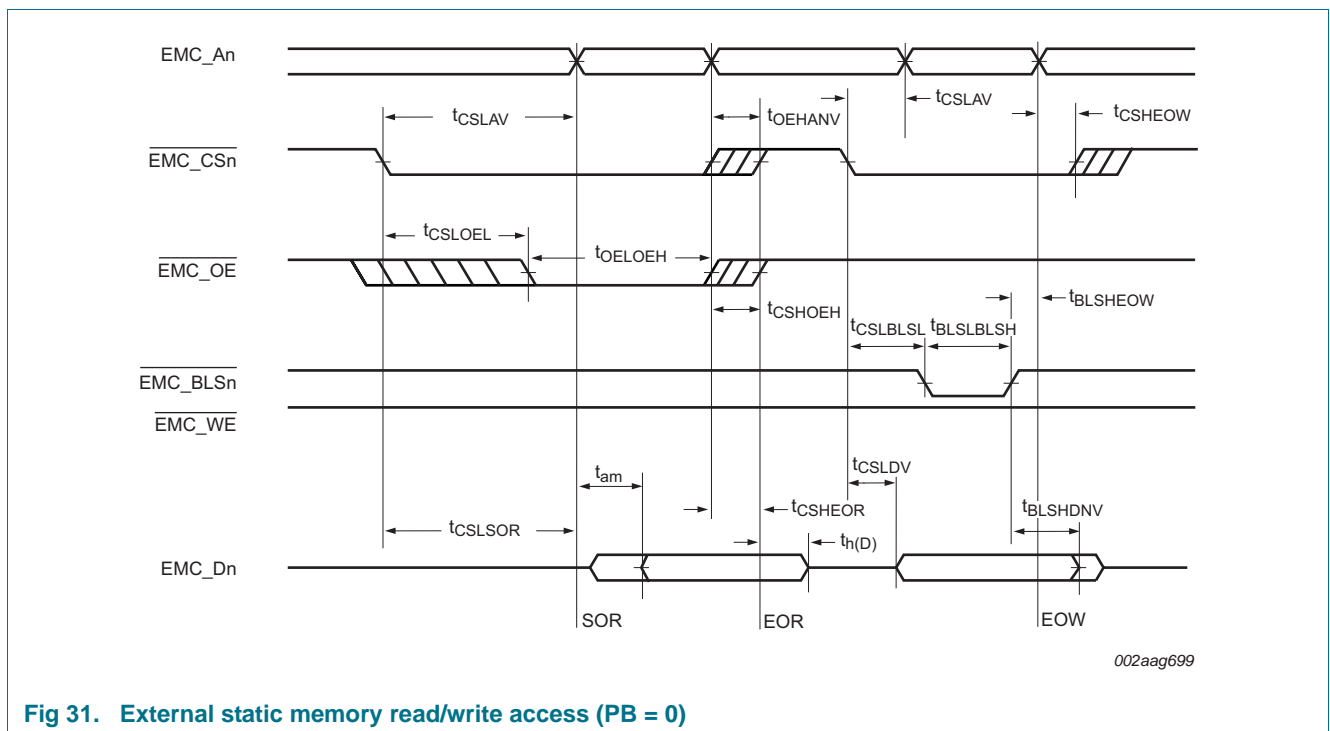 EMC_An
tCSLAV
tOEHANV
tCSLAV
tCSHEOW
EMC_CSn
tCSLOEL
tOELOEH
EMC_OE
tCSHOEH
tBLSHEOW
tCSLBLSL
tBLSLBLSH
EMC_BLSn
EMC_WE
tam
tCSLDV
tCSLSOR
tCSHEOR
tBLSHDNV
th(D)
EMC_Dn
SOR
EOR
EOW
002aag699
Fig 31. External static memory read/write access (PB = 0)